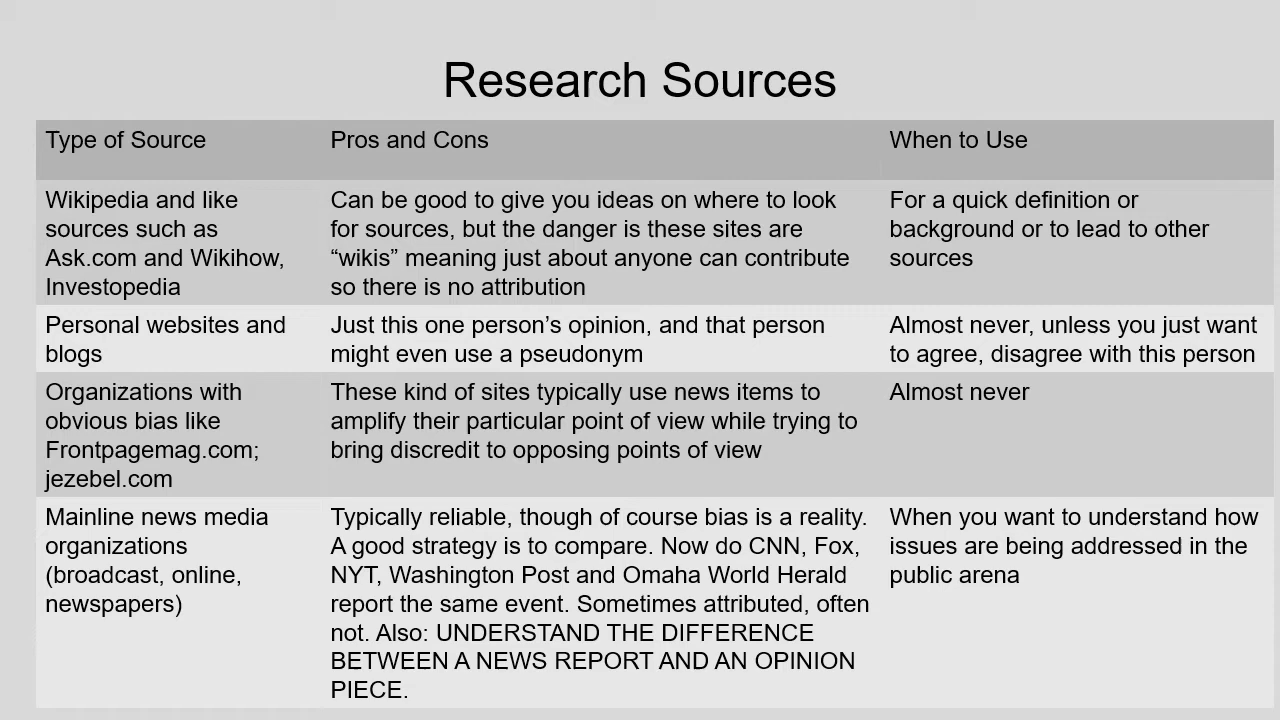 Research Sources
Type of Source
Pros and Cons
When to Use
Wikipedia and like
sources such as
Ask.com and Wikihow,
Investopedia
Can be good to give you ideas on where to look
for sources, but the danger is these sites are
“wikis” meaning just about anyone can contribute
so there is no attribution
For a quick definition or
background or to lead to other
sources
Personal websites and
blogs
Just this one person’s opinion, and that person
might even use a pseudonym
Almost never, unless you just want
to agree, disagree with this person
Organizations with
obvious bias like
Frontpagemag.com;
jezebel.com
These kind of sites typically use news items to
amplify their particular point of view while trying to
bring discredit to opposing points of view
Almost never
Mainline news media
organizations
(broadcast, online,
newspapers)
Typically reliable, though of course bias is a reality.
A good strategy is to compare. Now do CNN, Fox,
NYT, Washington Post and Omaha World Herald
report the same event. Sometimes attributed, often
not. Also: UNDERSTAND THE DIFFERENCE
BETWEEN A NEWS REPORT AND AN OPINION
PIECE.
When you want to understand how
issues are being addressed in the
public arena